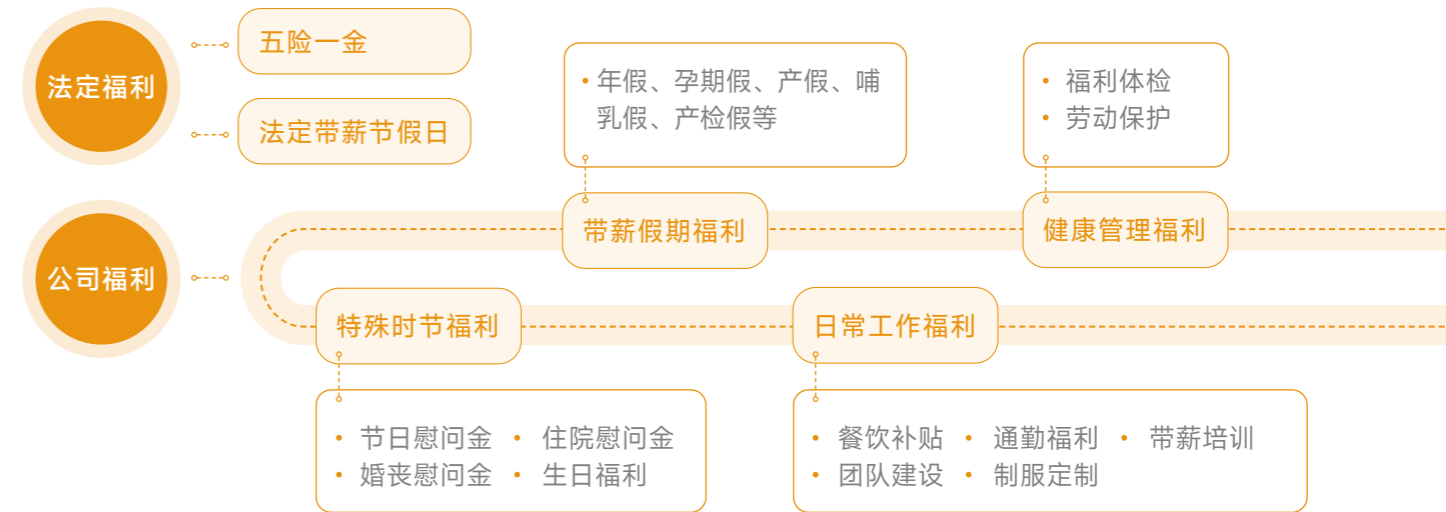 法定福利
五险一金
法定带薪节假日
• 年假、孕期假、产假、哺
乳假、产检假等
• 福利体检
• 劳动保护
公司福利
带薪假期福利
健康管理福利
特殊时节福利
日常工作福利
• 节日慰问金 • 住院慰问金
• 婚丧慰问金 • 生日福利
• 餐饮补贴 • 通勤福利 • 带薪培训
• 团队建设 • 制服定制